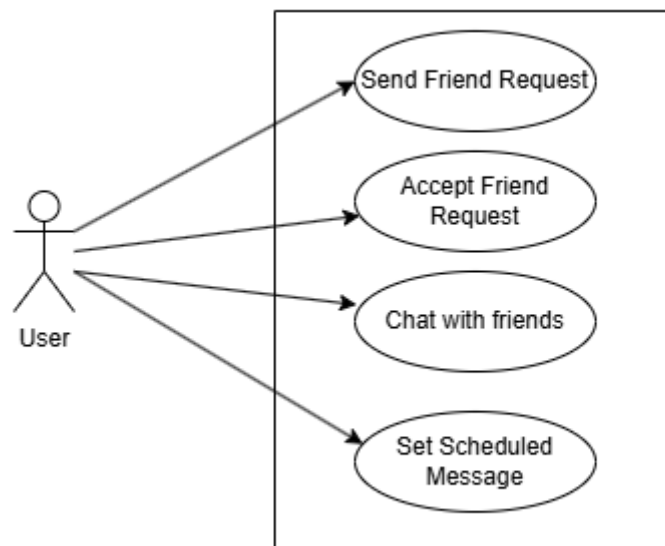 Send Friend Request
Accept Friend
Request
User
Chat with friends
Set Scheduled
Message